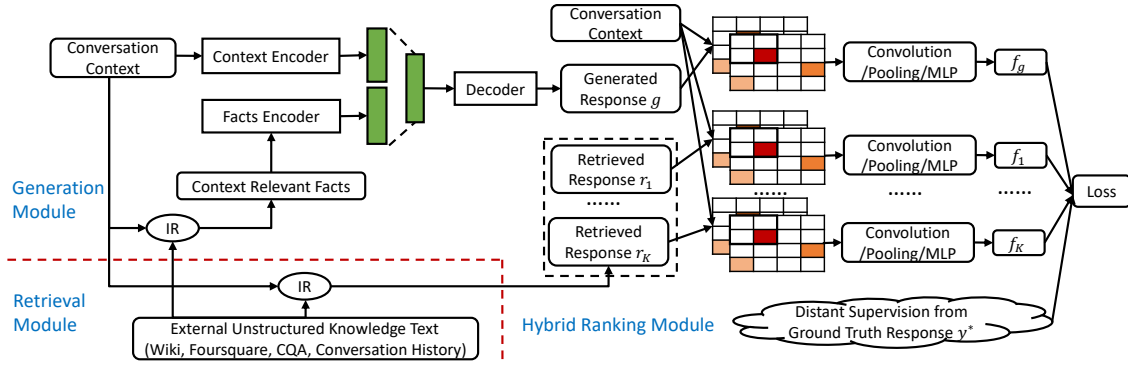 Conversation
Context
Context Encoder
Facts Encoder
Context Relevant Facts
Generation
Module
IR
Retrieval
Module
IR
External Unstructured Knowledge Text
(Wiki, Foursquare, CQA, Conversation History)
Decoder
Conversation
Context
Generated
Response g
Retrieved
Response r₁
......
Retrieved
Response r_K
Hybrid Ranking Module
Convolution
/Pooling/MLP
f_g
......
Convolution
/Pooling/MLP
f₁
......
......
Convolution
/Pooling/MLP
f_K
Loss
Distant Supervision from
Ground Truth Response y*